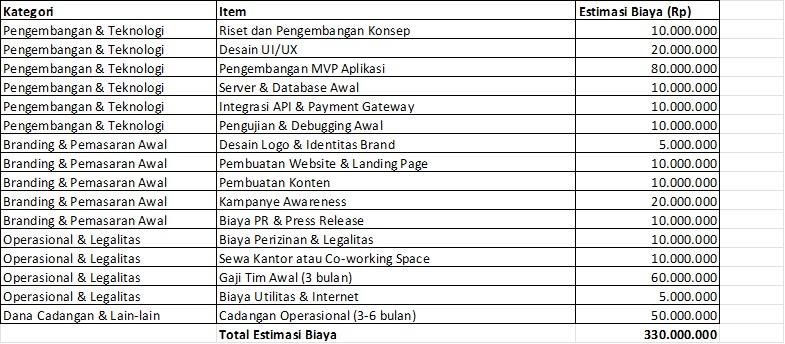 Kategori Item Estimasi Biaya (Rp)
Pengembangan & Teknologi Riset dan Pengembangan Konsep 10.000.000
Pengembangan & Teknologi Desain UI/UX 20.000.000
Pengembangan & Teknologi Pengembangan MVP Aplikasi 80.000.000
Pengembangan & Teknologi Server & Database Awal 10.000.000
Pengembangan & Teknologi Integrasi API & Payment Gateway 10.000.000
Pengembangan & Teknologi Pengujian & Debugging Awal 10.000.000
Branding & Pemasaran Awal Desain Logo & Identitas Brand 5.000.000
Branding & Pemasaran Awal Pembuatan Website & Landing Page 10.000.000
Branding & Pemasaran Awal Pembuatan Konten 10.000.000
Branding & Pemasaran Awal Kampanye Awareness 20.000.000
Branding & Pemasaran Awal Biaya PR & Press Release 10.000.000
Operasional & Legalitas Biaya Perizinan & Legalitas 10.000.000
Operasional & Legalitas Sewa Kantor atau Co-working Space 10.000.000
Operasional & Legalitas Gaji Tim Awal (3 bulan) 60.000.000
Operasional & Legalitas Biaya Utilitas & Internet 5.000.000
Dana Cadangan & Lain-lain Cadangan Operasional (3-6 bulan) 50.000.000
Total Estimasi Biaya 330.000.000